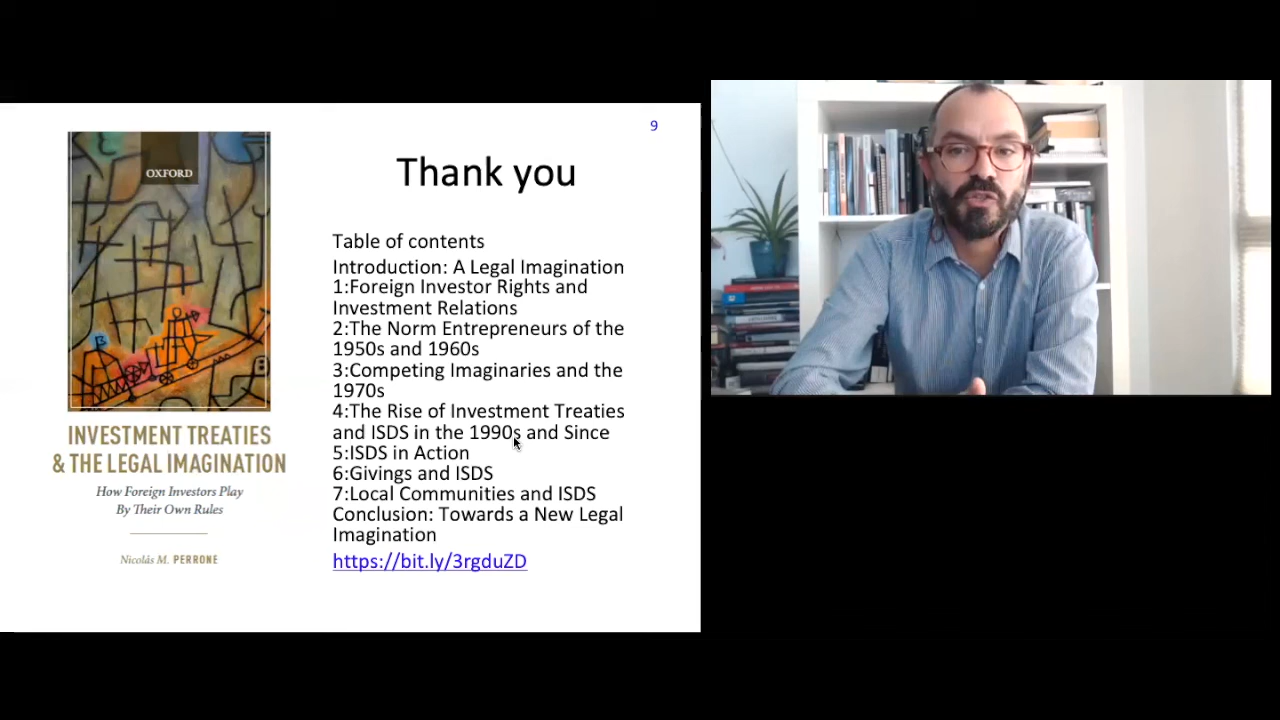 9
OXFORD
Thank you
Table of contents
Introduction: A Legal Imagination
1:Foreign Investor Rights and
Investment Relations
2:The Norm Entrepreneurs of the
1950s and 1960s
3:Competing Imaginaries and the
1970s
4:The Rise of Investment Treaties
and ISDS in the 1990s and Since
5:ISDS in Action
6:Givings and ISDS
7:Local Communities and ISDS
Conclusion: Towards a New Legal
Imagination
https://bit.ly/3rgduZD
INVESTMENT TREATIES
& THE LEGAL IMAGINATION
How Foreign Investors Play
By Their Own Rules
Nicolás M. PERRONE